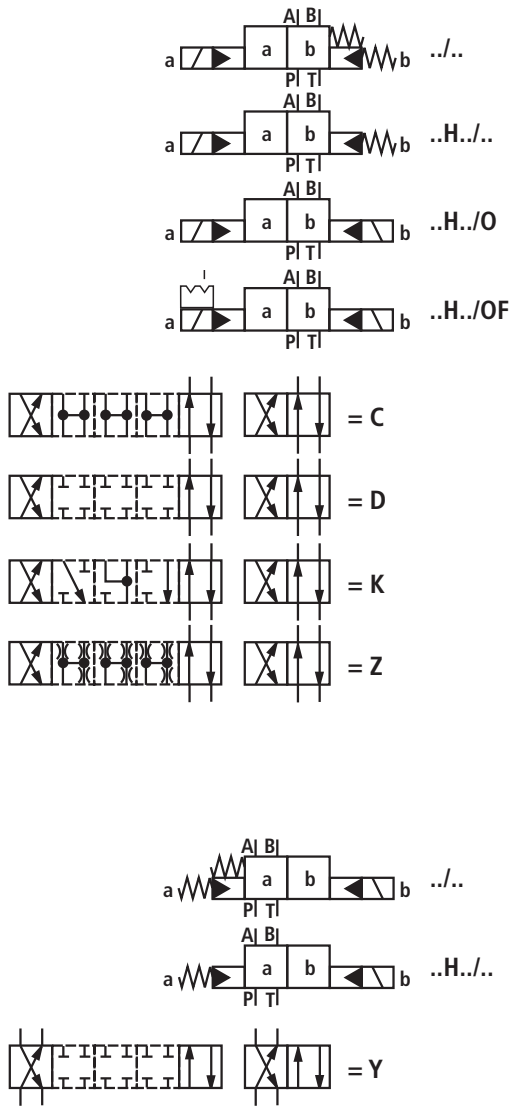 A B
a a b b ../..
P T
A B
a a b b ..H../..
P T
A B
a a b b ..H../O
P T
A B
a a b b ..H../OF
P T
= C
= D
= K
= Z
A B
a a b b ../..
P T
A B
a a b b ..H../..
P T
= Y